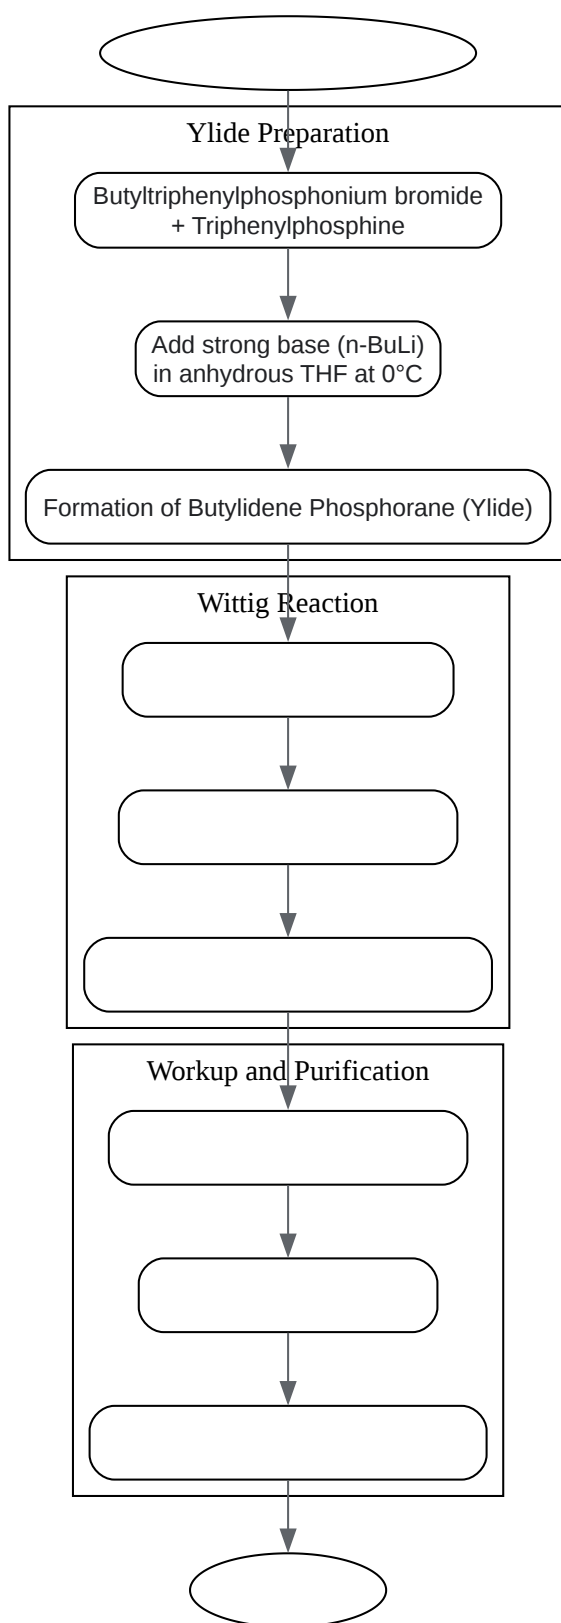 Ylide Preparation
Butyltriphenylphosphonium bromide
+ Triphenylphosphine
Add strong base (n-BuLi)
in anhydrous THF at 0°C
Formation of Butylidene Phosphorane (Ylide)
Wittig Reaction
Workup and Purification